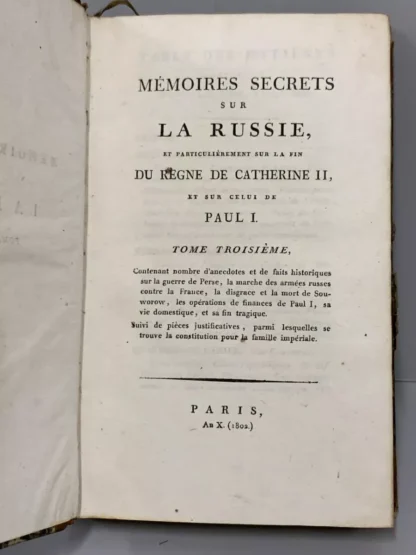 MÉMOIRES SECRETS
SUR
LA RUSSIE,
ET PARTICULIÉREMENT SUR LA FIN
DU REGNE DE CATHERINE II,
ET SUR CELUI DE
PAUL I.
TOME TROISIÈME,
Contenant nombre d'anecdotes et de faits historiques
sur la guerre de Perse, la marche des armées russes
contre la France, la disgrace et la mort de Sou-
worow, les opérations de finances de Paul I, sa
vie domestique, et sa fin tragique.
Suivi de pièces justificatives, parmi lesquelles se
trouve la constitution pour la famille impériale.
PARIS,
An X. (1802.)